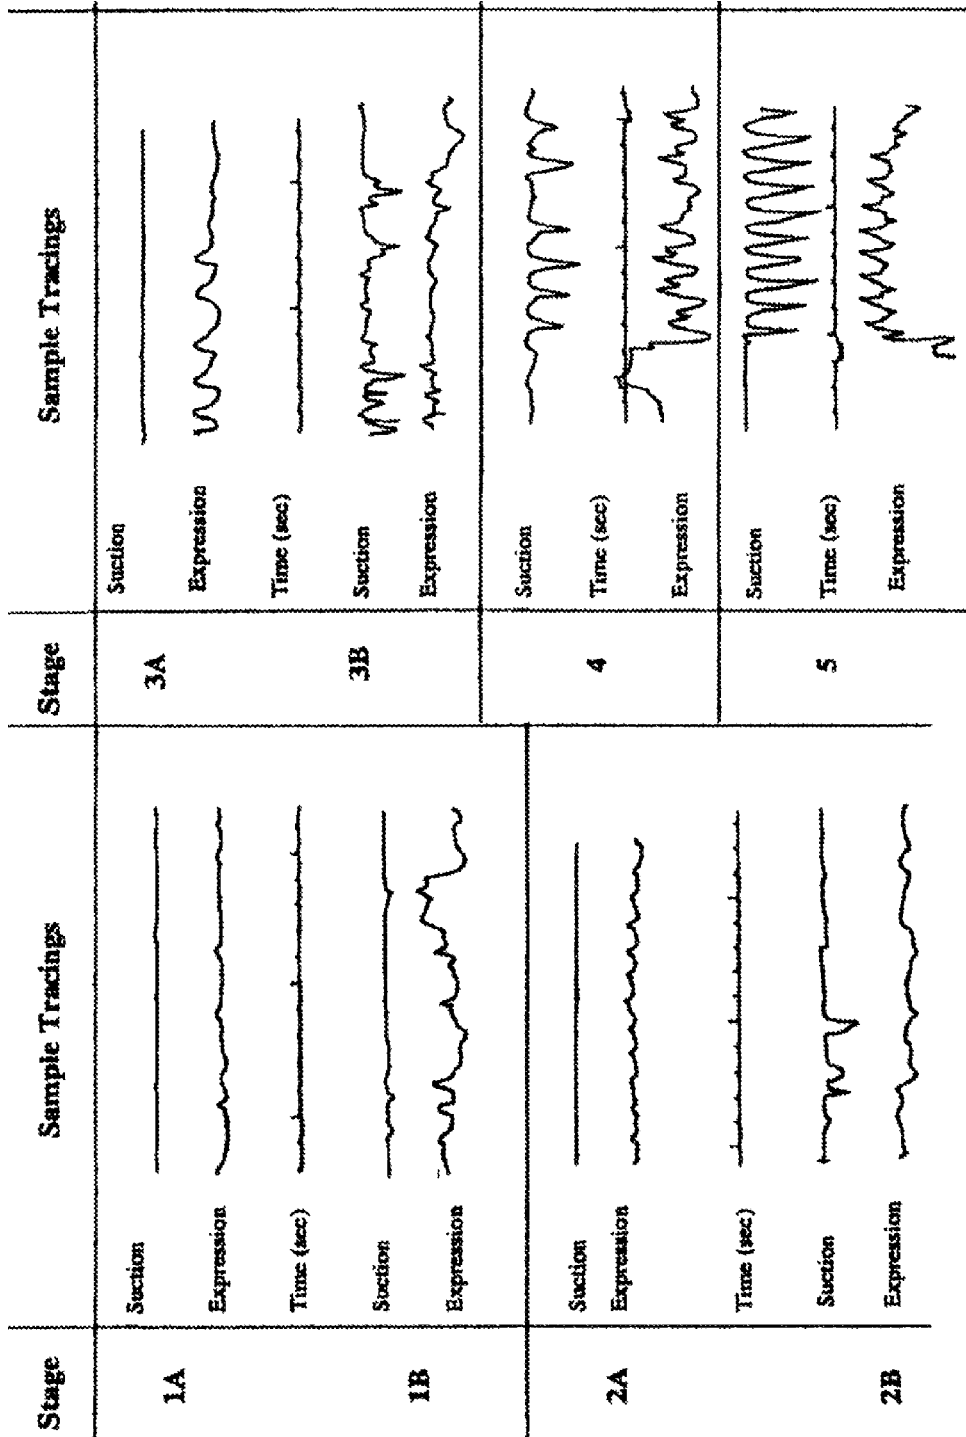 Stage
Sample Tracings
Stage
Sample Tracings
1A
Suction
Expression
Time (sec)
1B
Suction
Expression
2A
Suction
Expression
Time (sec)
2B
Suction
Expression
3A
Suction
Expression
Time (sec)
3B
Suction
Expression
4
Suction
Time (sec)
Expression
5
Suction
Time (sec)
Expression